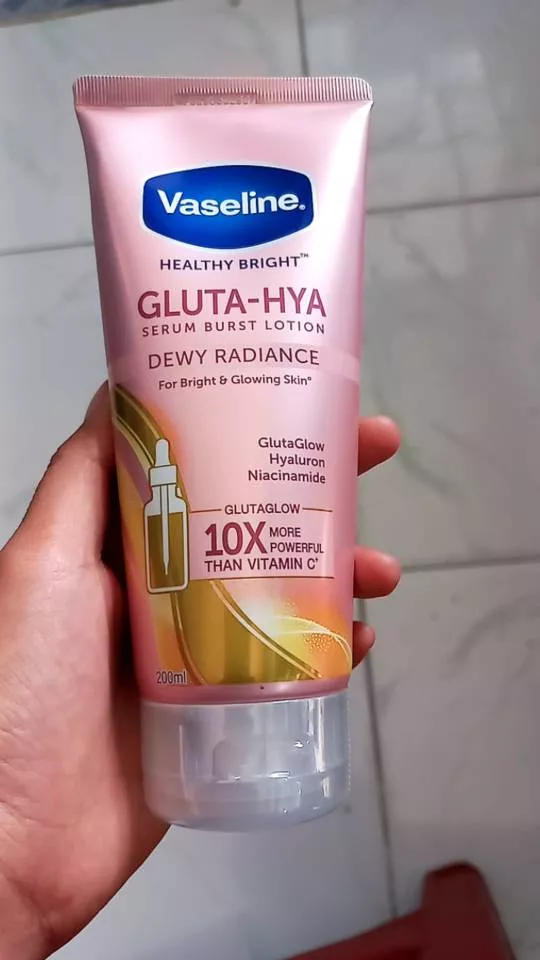 Vaseline.
HEALTHY BRIGHT™
GLUTA-HYA
SERUM BURST LOTION
DEWY RADIANCE
For Bright & Glowing Skin°
GlutaGlow
Hyaluron
Niacinamide
GLUTAGLOW
10X MORE
POWERFUL
THAN VITAMIN C*
200ml